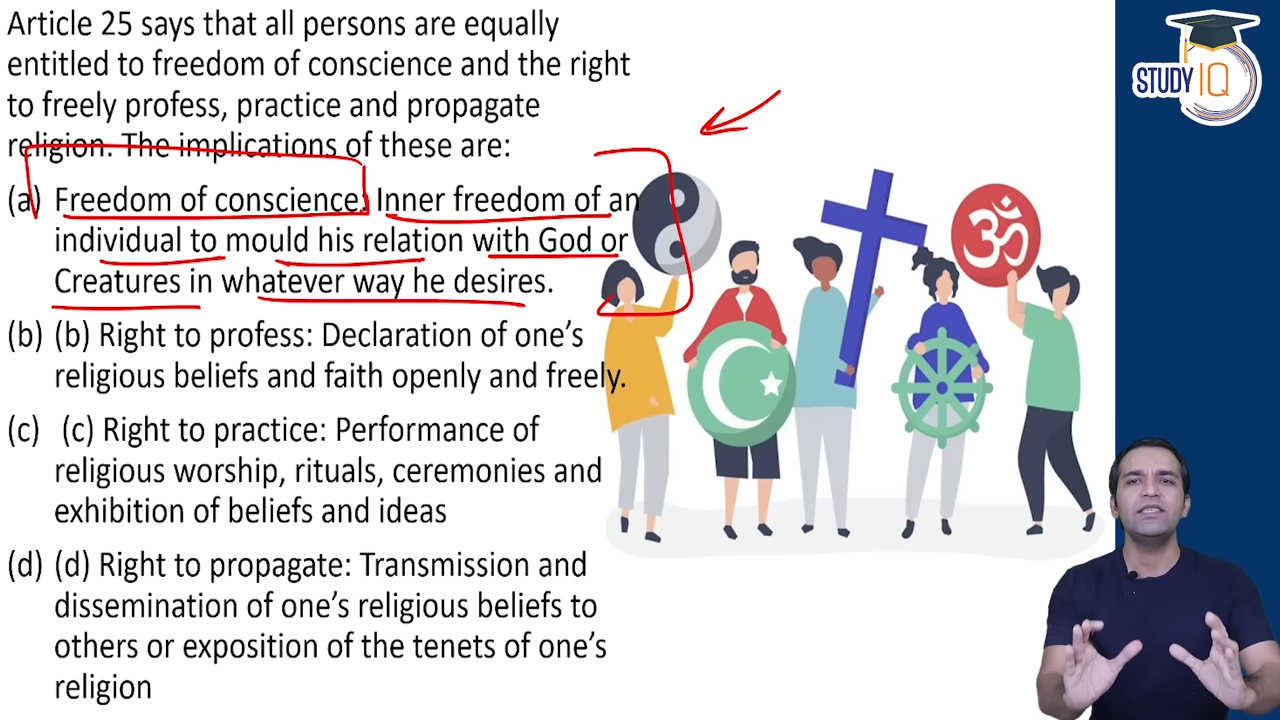 Article 25 says that all persons are equally
entitled to freedom of conscience and the right
to freely profess, practice and propagate
religion. The implications of these are:
(a) Freedom of conscience: Inner freedom of an
individual to mould his relation with God or
Creatures in whatever way he desires.
(b) (b) Right to profess: Declaration of one’s
religious beliefs and faith openly and freely.
(c) (c) Right to practice: Performance of
religious worship, rituals, ceremonies and
exhibition of beliefs and ideas
(d) (d) Right to propagate: Transmission and
dissemination of one’s religious beliefs to
others or exposition of the tenets of one’s
religion
STUDY IQ
ॐ